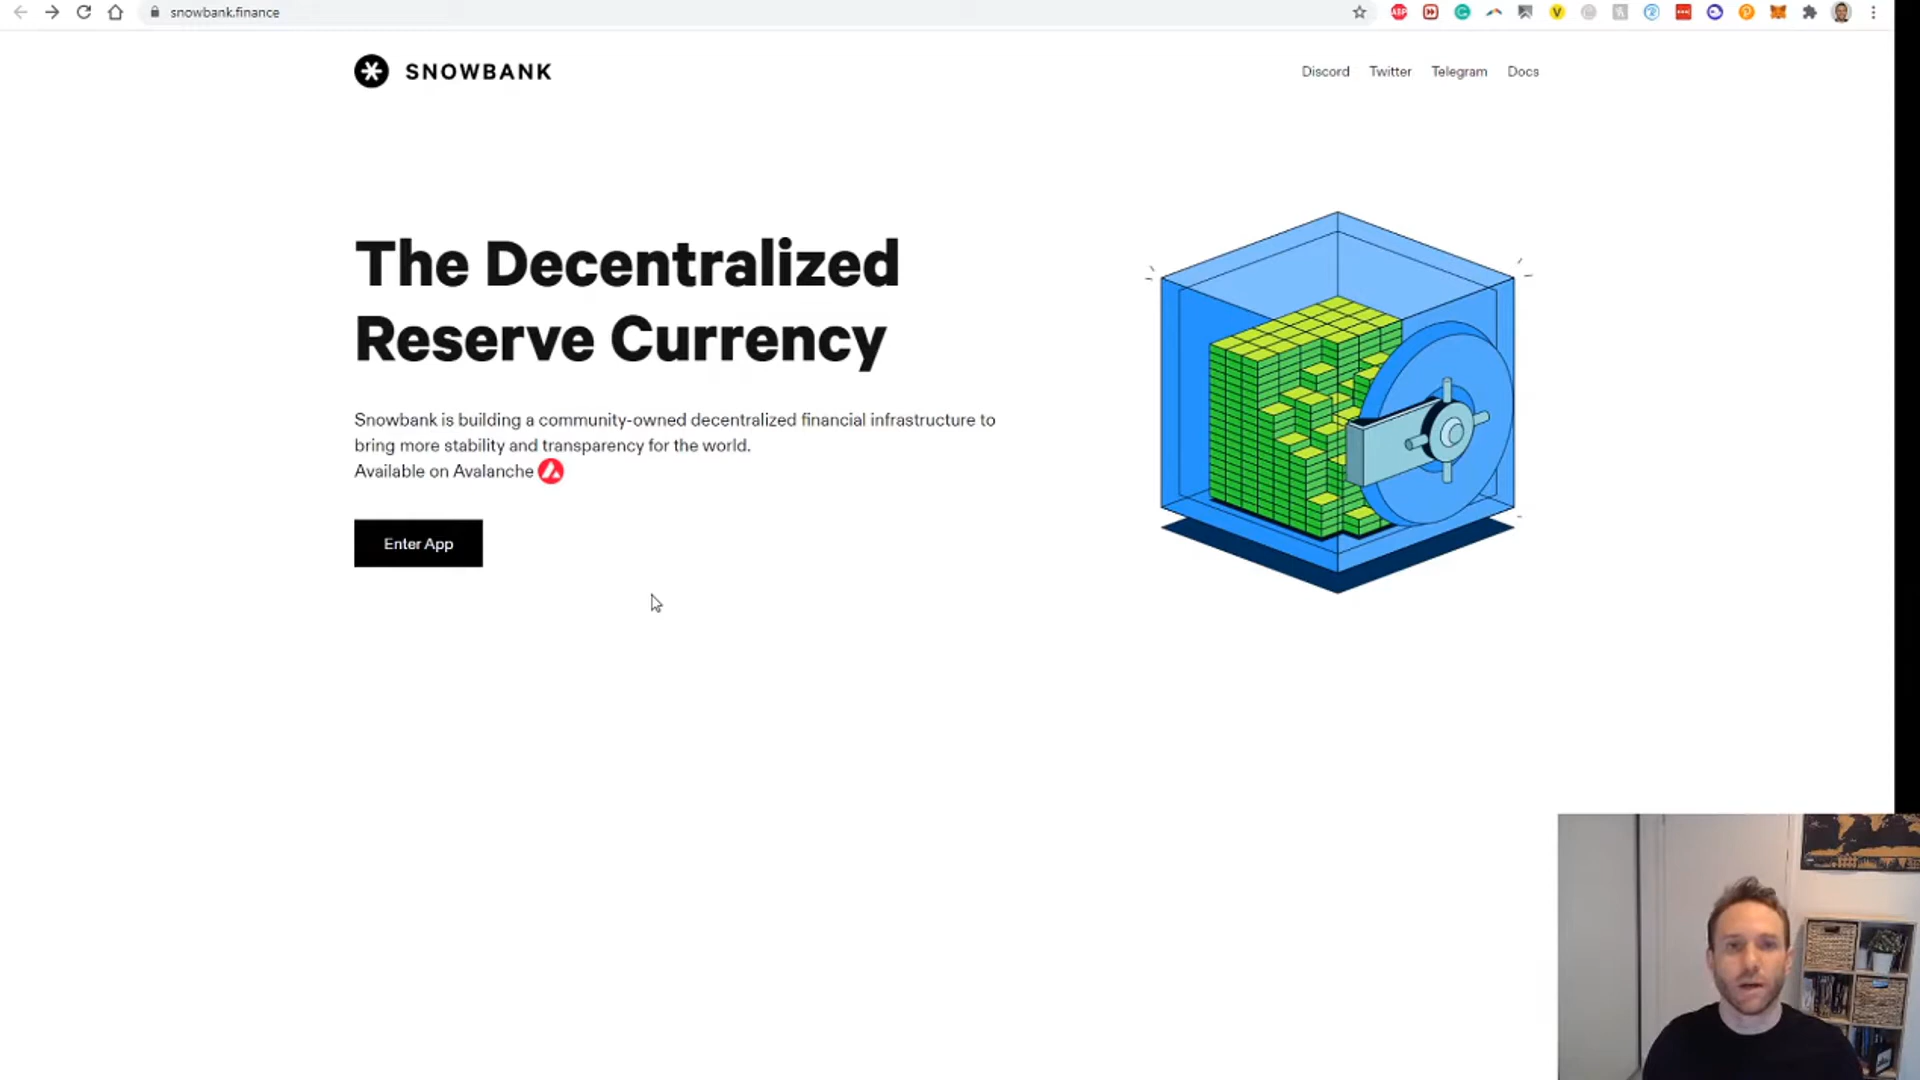 snowbank.finance
ABP
SNOWBANK
Discord Twitter Telegram Docs
The Decentralized
Reserve Currency
Snowbank is building a community-owned decentralized financial infrastructure to
bring more stability and transparency for the world.
Available on Avalanche
Enter App